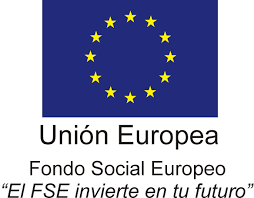 Unión Europea
Fondo Social Europeo
“El FSE invierte en tu futuro”